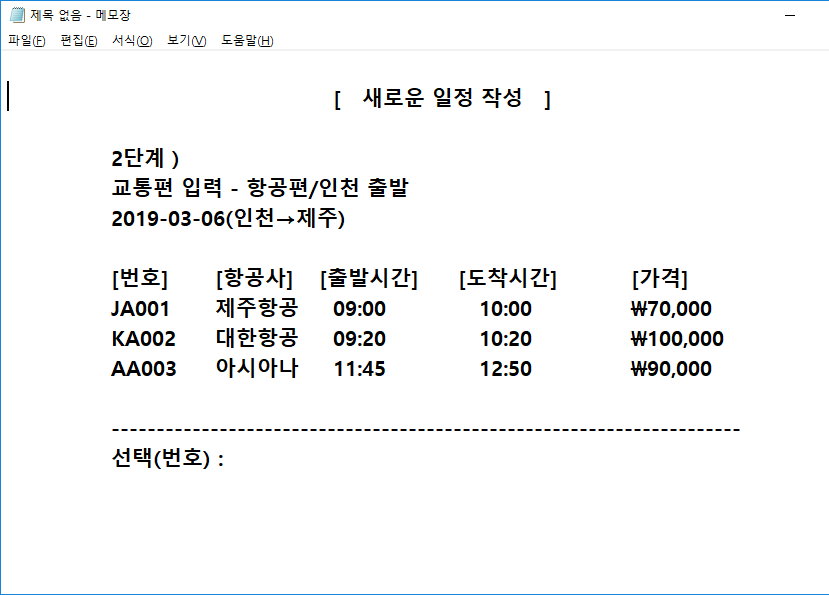 제목 없음 - 메모장
파일(F) 편집(E) 서식(O) 보기(V) 도움말(H)
[ 새로운 일정 작성 ]
2단계 )
교통편 입력 - 항공편/인천 출발
2019-03-06(인천→제주)
[번호] [항공사] [출발시간] [도착시간] [가격]
JA001 제주항공 09:00 10:00 ₩70,000
KA002 대한항공 09:20 10:20 ₩100,000
AA003 아시아나 11:45 12:50 ₩90,000
----------------------------------------------------------------------
선택(번호) :